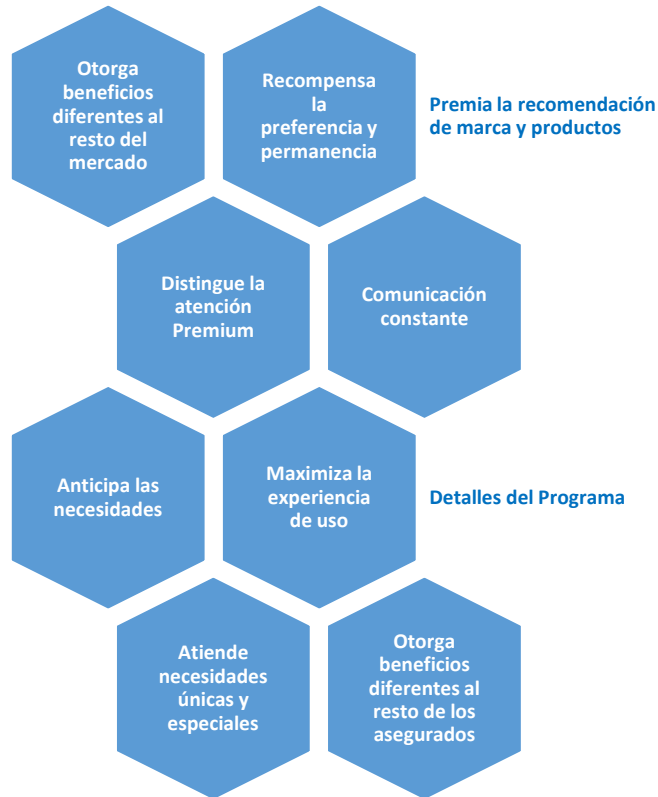 Otorga
beneficios
diferentes al
resto del
mercado
Recompensa
la
preferencia y
permanencia
Premia la recomendación
de marca y productos
Distingue la
atención
Premium
Comunicación
constante
Anticipa las
necesidades
Maximiza la
experiencia
de uso
Detalles del Programa
Atiende
necesidades
únicas y
especiales
Otorga
beneficios
diferentes al
resto de los
asegurados